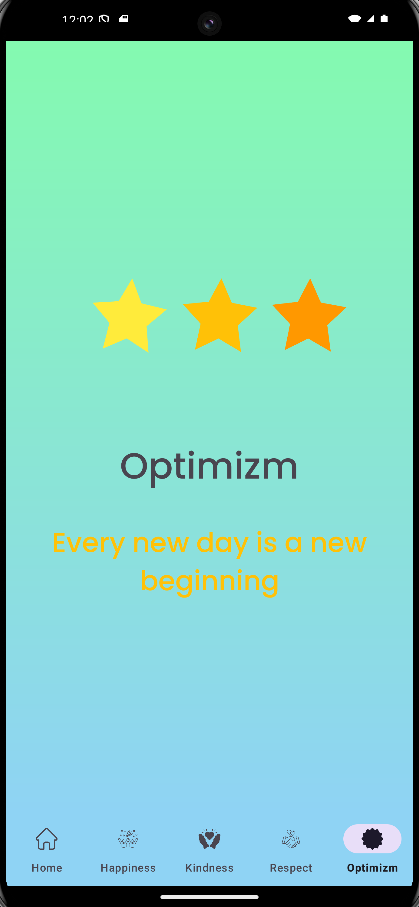 12:02
Optimizm
Every new day is a new
beginning
Home Happiness Kindness Respect Optimizm